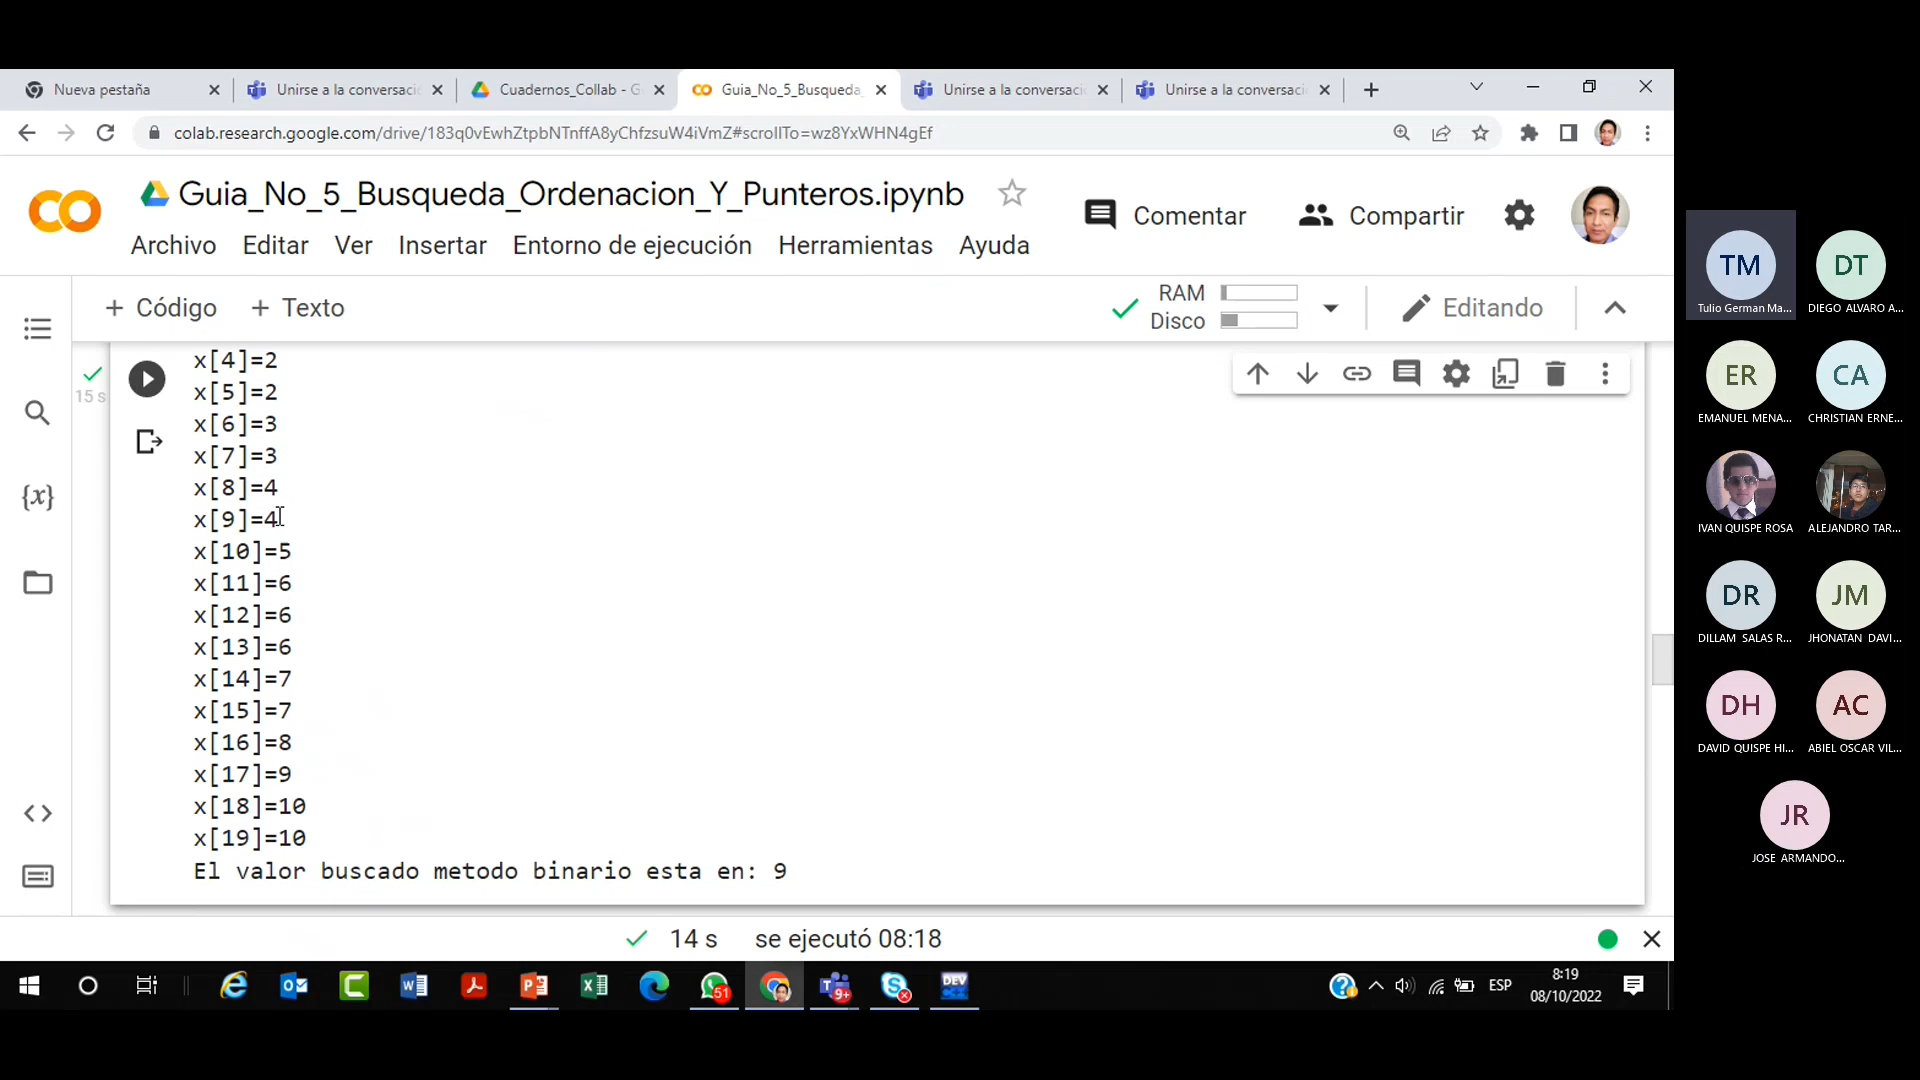 Nueva pestaña
Unirse a la conversaci
Cuadernos_Collab - G
Guia_No_5_Busqueda_
Unirse a la conversaci
Unirse a la conversaci
colab.research.google.com/drive/183q0vEwhZtpbNTnffA8yChfzsuW4iVmZ#scrollTo=wz8YxWHN4gEf
Guia_No_5_Busqueda_Ordenacion_Y_Punteros.ipynb
Comentar
Compartir
Archivo Editar Ver Insertar Entorno de ejecución Herramientas Ayuda
+ Código + Texto
RAM
Disco
Editando
15 s
x[4]=2
x[5]=2
x[6]=3
x[7]=3
x[8]=4
x[9]=4
x[10]=5
x[11]=6
x[12]=6
x[13]=6
x[14]=7
x[15]=7
x[16]=8
x[17]=9
x[18]=10
x[19]=10
El valor buscado metodo binario esta en: 9
{x}
14 s se ejecutó 08:18
51
9+
DEV
ESP
8:19
08/10/2022
TM
Tulio German Ma...
DT
DIEGO ALVARO A...
ER
EMANUEL MENA...
CA
CHRISTIAN ERNE...
IVAN QUISPE ROSA
ALEJANDRO TAR...
DR
DILLAM SALAS R...
JM
JHONATAN DAVI...
DH
DAVID QUISPE HI...
AC
ABIEL OSCAR VIL...
JR
JOSE ARMANDO...